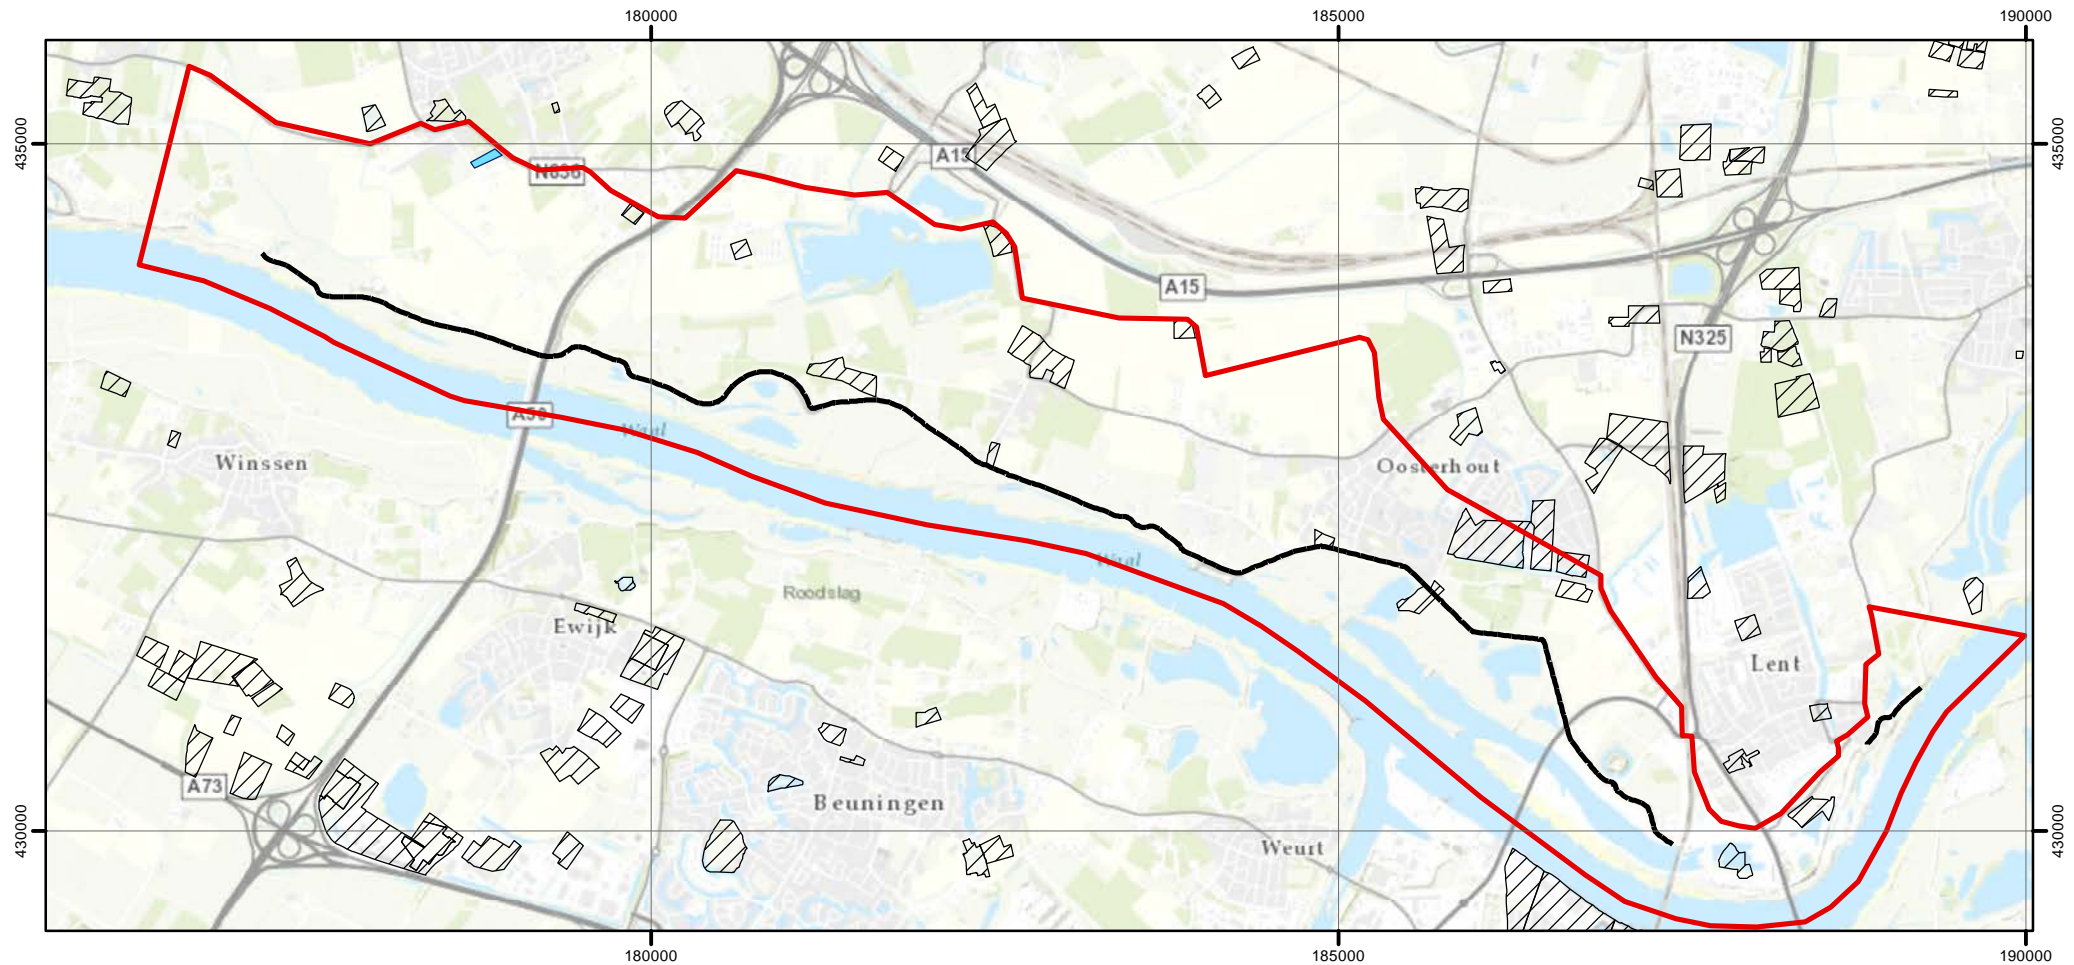 180000
185000
190000
435000
435000
A15
N836
A15
N325
A50
Waal
Winssen
Oosterhout
Waal
Roodslag
Ewijk
Lent
A73
Beuningen
430000
430000
Weurt
180000
185000
190000